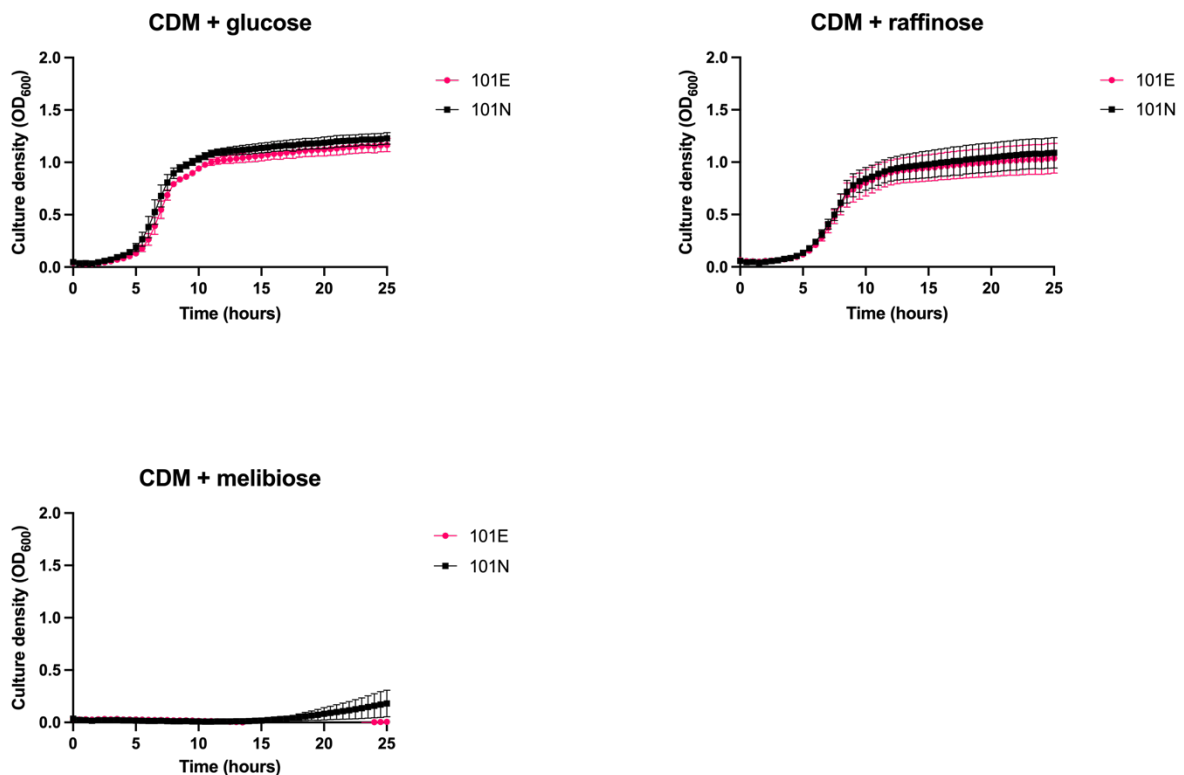 CDM + glucose
2.0
1.5
1.0
0.5
0.0
Culture density (OD₆₀₀)
0 5 10 15 20 25
Time (hours)
101E
101N
CDM + raffinose
2.0
1.5
1.0
0.5
0.0
Culture density (OD₆₀₀)
0 5 10 15 20 25
Time (hours)
101E
101N
CDM + melibiose
2.0
1.5
1.0
0.5
0.0
Culture density (OD₆₀₀)
0 5 10 15 20 25
Time (hours)
101E
101N